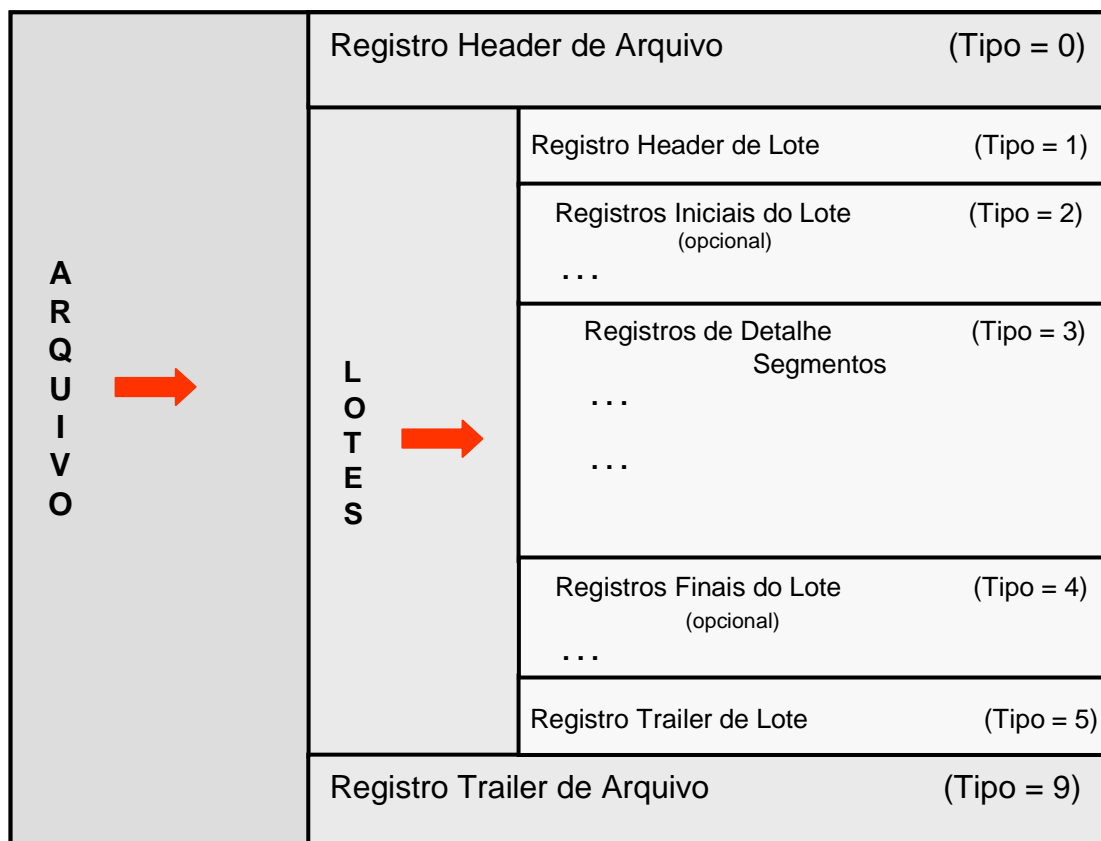 Registro Header de Arquivo (Tipo = 0)
ARQUIVO
LOTES
Registro Header de Lote (Tipo = 1)
Registros Iniciais do Lote (Tipo = 2)
(opcional)
...
Registros de Detalhe (Tipo = 3)
Segmentos
...
...
Registros Finais do Lote (Tipo = 4)
(opcional)
...
Registro Trailer de Lote (Tipo = 5)
Registro Trailer de Arquivo (Tipo = 9)